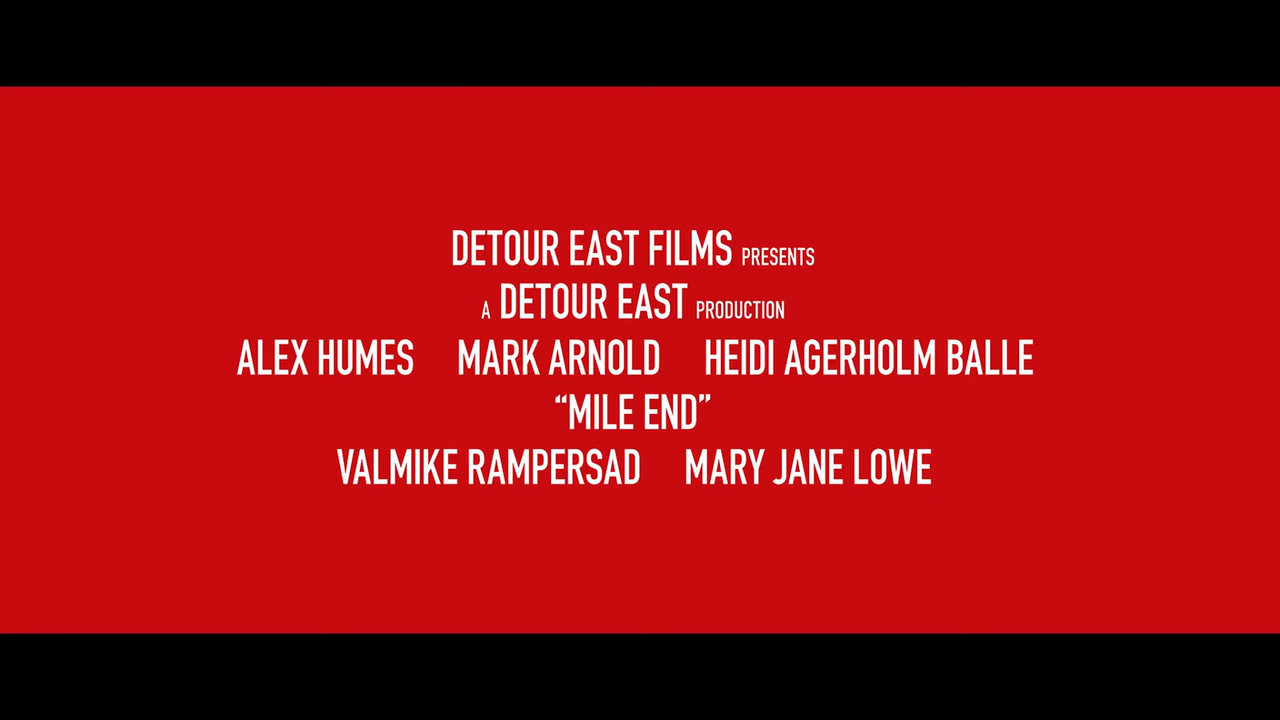 DETOUR EAST FILMS PRESENTS
A DETOUR EAST PRODUCTION
ALEX HUMES MARK ARNOLD HEIDI AGERHOLM BALLE
“MILE END”
VALMIKE RAMPERSAD MARY JANE LOWE